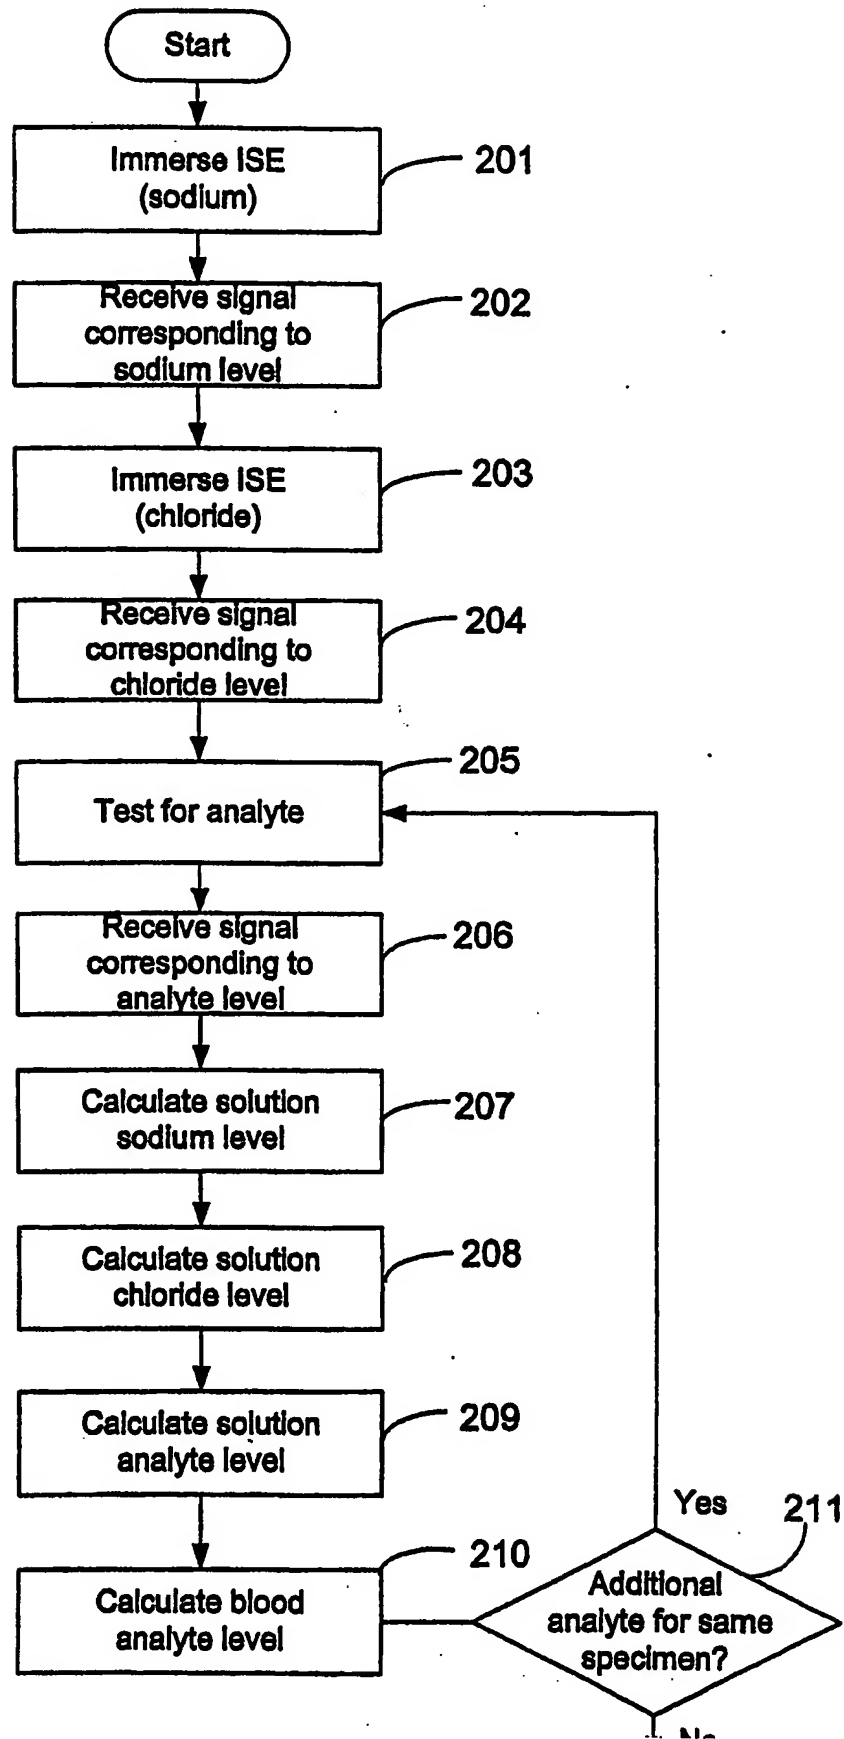 Start
Immerse ISE
(sodium)
201
Receive signal
corresponding to
sodium level
202
Immerse ISE
(chloride)
203
Receive signal
corresponding to
chloride level
204
Test for analyte
205
Receive signal
corresponding to
analyte level
206
Calculate solution
sodium level
207
Calculate solution
chloride level
208
Calculate solution
analyte level
209
Calculate blood
analyte level
210
Yes
211
Additional
analyte for same
specimen?